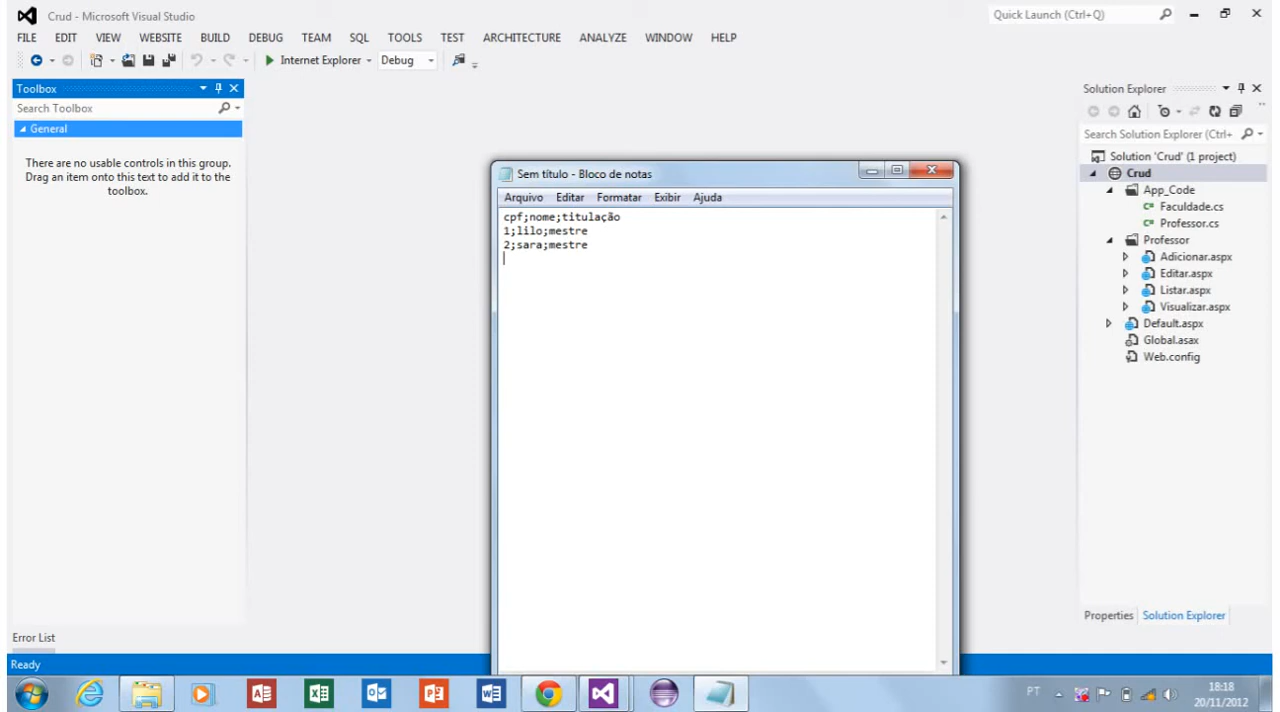 Crud - Microsoft Visual Studio
Quick Launch (Ctrl+Q)
FILE EDIT VIEW WEBSITE BUILD DEBUG TEAM SQL TOOLS TEST ARCHITECTURE ANALYZE WINDOW HELP
Internet Explorer Debug
Toolbox
Search Toolbox
General
There are no usable controls in this group.
Drag an item onto this text to add it to the
toolbox.
Sem título - Bloco de notas
Arquivo Editar Formatar Exibir Ajuda
cpf;nome;titulação
1;lilo;mestre
2;sara;mestre
Solution Explorer
Search Solution Explorer (Ctrl+
Solution 'Crud' (1 project)
Crud
App_Code
Faculdade.cs
Professor.cs
Professor
Adicionar.aspx
Editar.aspx
Listar.aspx
Visualizar.aspx
Default.aspx
Global.asax
Web.config
Properties Solution Explorer
Error List
Ready
PT
18:18
20/11/2012